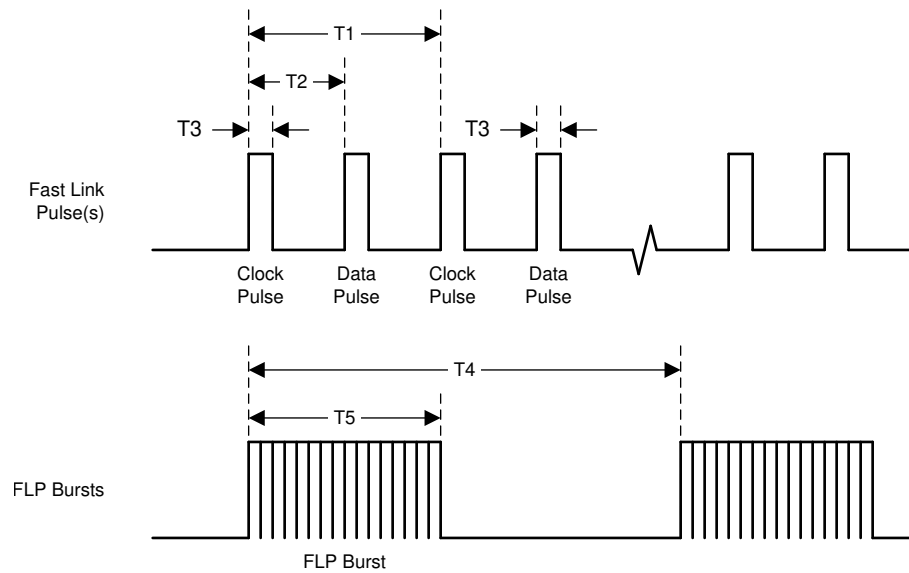 T1
T2
T3
T3
Fast Link
Pulse(s)
Clock
Pulse
Data
Pulse
Clock
Pulse
Data
Pulse
T4
T5
FLP Bursts
FLP Burst